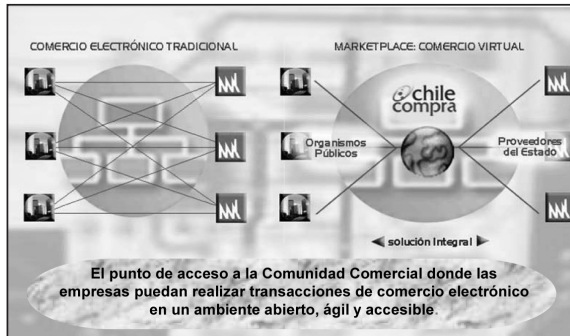 COMERCIO ELECTRÓNICO TRADICIONAL
MARKETPLACE: COMERCIO VIRTUAL
chile
compra
Organismos
Públicos
Proveedores
del Estado
solución Integral
El punto de acceso a la Comunidad Comercial donde las
empresas puedan realizar transacciones de comercio electrónico
en un ambiente abierto, ágil y accesible.